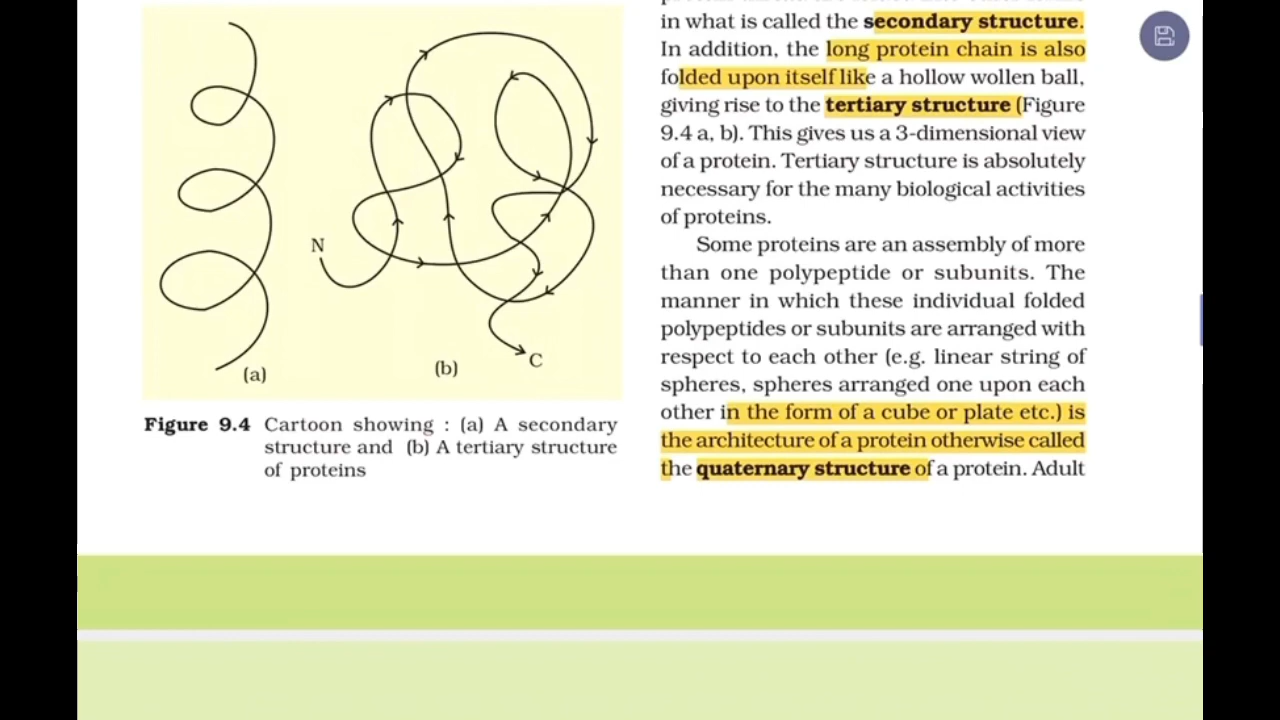 in what is called the secondary structure.
In addition, the long protein chain is also
folded upon itself like a hollow wollen ball,
giving rise to the tertiary structure (Figure
9.4 a, b). This gives us a 3-dimensional view
of a protein. Tertiary structure is absolutely
necessary for the many biological activities
of proteins.
Some proteins are an assembly of more
than one polypeptide or subunits. The
manner in which these individual folded
polypeptides or subunits are arranged with
respect to each other (e.g. linear string of
spheres, spheres arranged one upon each
other in the form of a cube or plate etc.) is
the architecture of a protein otherwise called
the quaternary structure of a protein. Adult
N
C
(a)
(b)
Figure 9.4 Cartoon showing : (a) A secondary
structure and (b) A tertiary structure
of proteins